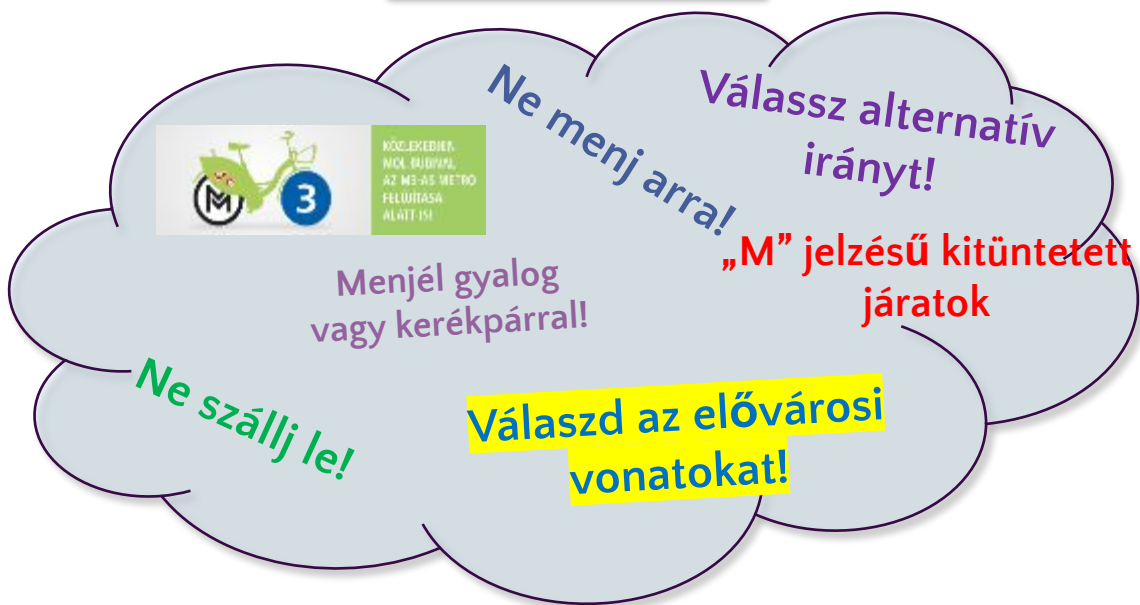 Ne menj arra!
Válassz alternatív
irányt!
KÖZLEKEDJEN
MOL BUBIVAL
AZ M3-AS METRO
FELÚJÍTÁSA
ALATT IS!
M 3
„M” jelzésű kitüntetett
járatok
Menjél gyalog
vagy kerékpárral!
Ne szállj le!
Válaszd az elővárosi
vonatokat!